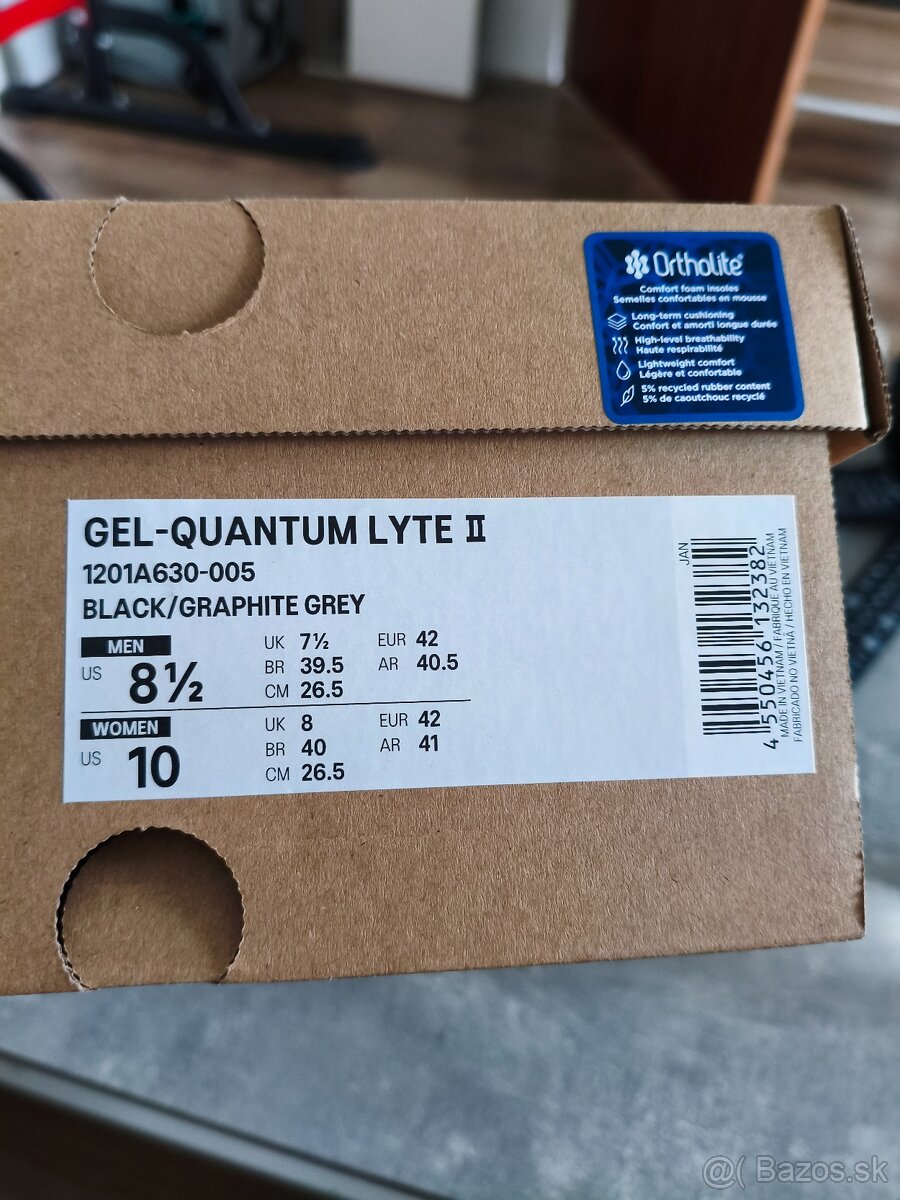 Ortholite®
Comfort foam insoles
Semelles confortables en mousse
Long-term cushioning
Confort et amorti longue durée
High-level breathability
Haute respirabilité
Lightweight comfort
Légère et confortable
5% recycled rubber content
5% de caoutchouc recyclé
GEL-QUANTUM LYTE II
1201A630-005
BLACK/GRAPHITE GREY
MEN
US 8½
UK 7½ EUR 42
BR 39.5 AR 40.5
CM 26.5
WOMEN
US 10
UK 8 EUR 42
BR 40 AR 41
CM 26.5
JAN
4 550456 132382
MADE IN VIETNAM / FABRIQUE AU VIETNAM
FABRICADO NO VIETNÃ / HECHO EN VIETNAM
@( Bazos.sk